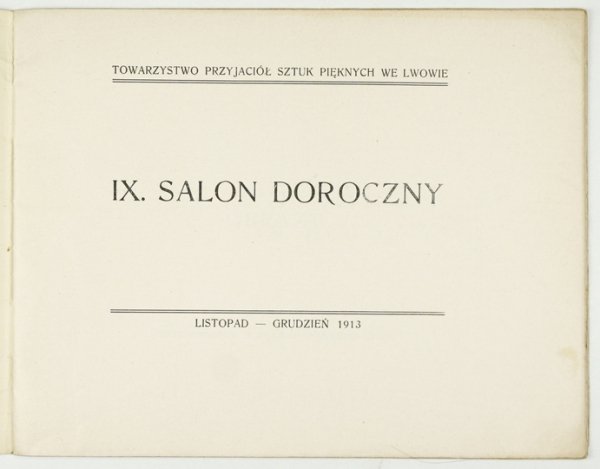 TOWARZYSTWO PRZYJACIÓŁ SZTUK PIĘKNYCH WE LWOWIE
IX. SALON DOROCZNY
LISTOPAD — GRUDZIEŃ 1913